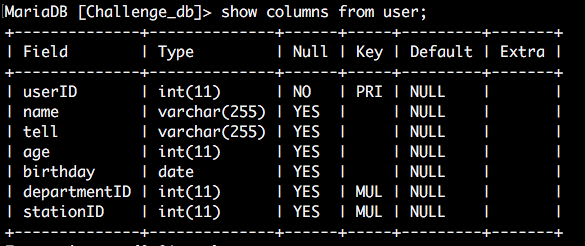 MariaDB [Challenge_db]> show columns from user;
+--------------+--------------+------+-----+---------+-------+
| Field        | Type         | Null | Key | Default | Extra |
+--------------+--------------+------+-----+---------+-------+
| userID       | int(11)      | NO   | PRI | NULL    |       |
| name         | varchar(255) | YES  |     | NULL    |       |
| tell         | varchar(255) | YES  |     | NULL    |       |
| age          | int(11)      | YES  |     | NULL    |       |
| birthday     | date         | YES  |     | NULL    |       |
| departmentID | int(11)      | YES  | MUL | NULL    |       |
| stationID    | int(11)      | YES  | MUL | NULL    |       |
+--------------+--------------+------+-----+---------+-------+